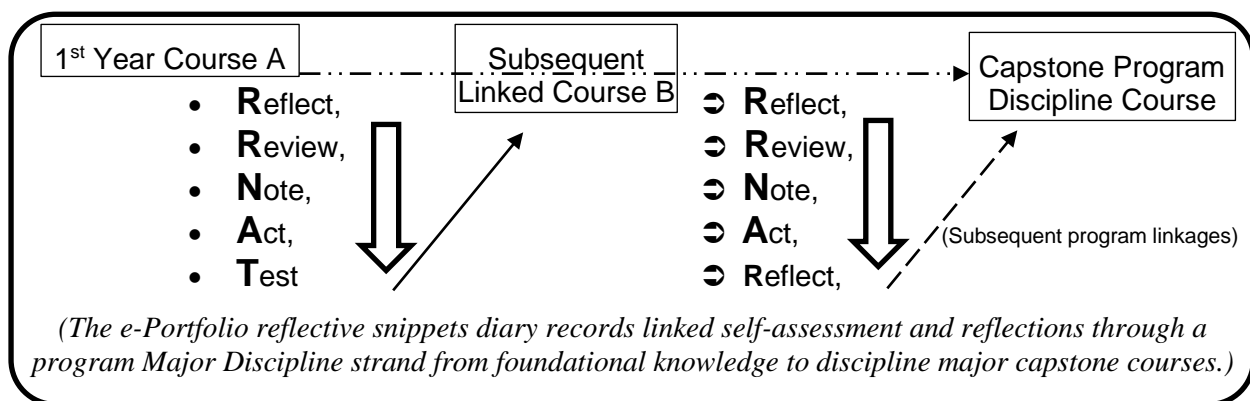 1st Year Course A
Subsequent
Linked Course B
Capstone Program
Discipline Course
• Reflect,
• Review,
• Note,
• Act,
• Test
➲ Reflect,
➲ Review,
➲ Note,
➲ Act,
➲ Reflect,
(Subsequent program linkages)
(The e-Portfolio reflective snippets diary records linked self-assessment and reflections through a
program Major Discipline strand from foundational knowledge to discipline major capstone courses.)